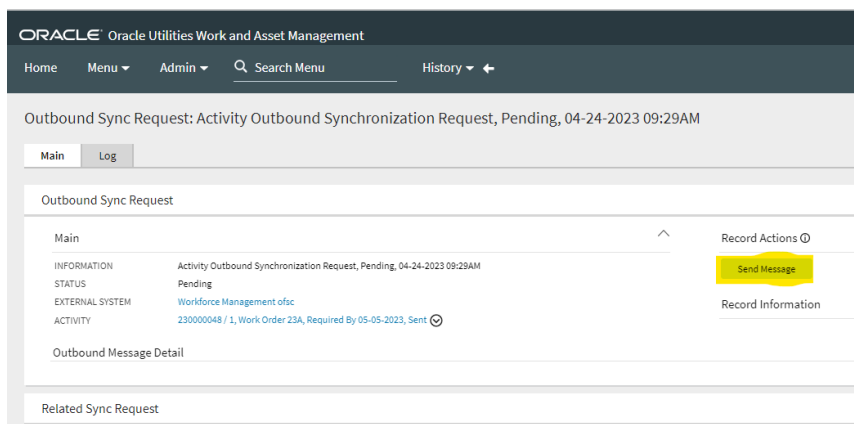 ORACLE Oracle Utilities Work and Asset Management
Home Menu Admin Search Menu History
Outbound Sync Request: Activity Outbound Synchronization Request, Pending, 04-24-2023 09:29AM
Main Log
Outbound Sync Request
Main
Record Actions
INFORMATION Activity Outbound Synchronization Request, Pending, 04-24-2023 09:29AM
Send Message
STATUS Pending
EXTERNAL SYSTEM Workforce Management ofsc
Record Information
ACTIVITY 230000048 / 1, Work Order 23A, Required By 05-05-2023, Sent
Outbound Message Detail
Related Sync Request